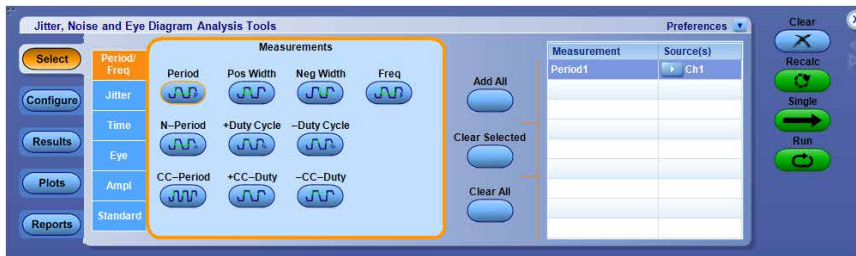 Jitter, Noise and Eye Diagram Analysis Tools
Preferences
Clear
Select
Configure
Results
Plots
Reports
Period/
Freq
Jitter
Time
Eye
Ampl
Standard
Measurements
Period Pos Width Neg Width Freq
N–Period +Duty Cycle –Duty Cycle
CC–Period +CC–Duty –CC–Duty
Add All
Clear Selected
Clear All
Measurement Source(s)
Period1 Ch1
Recalc
Single
Run